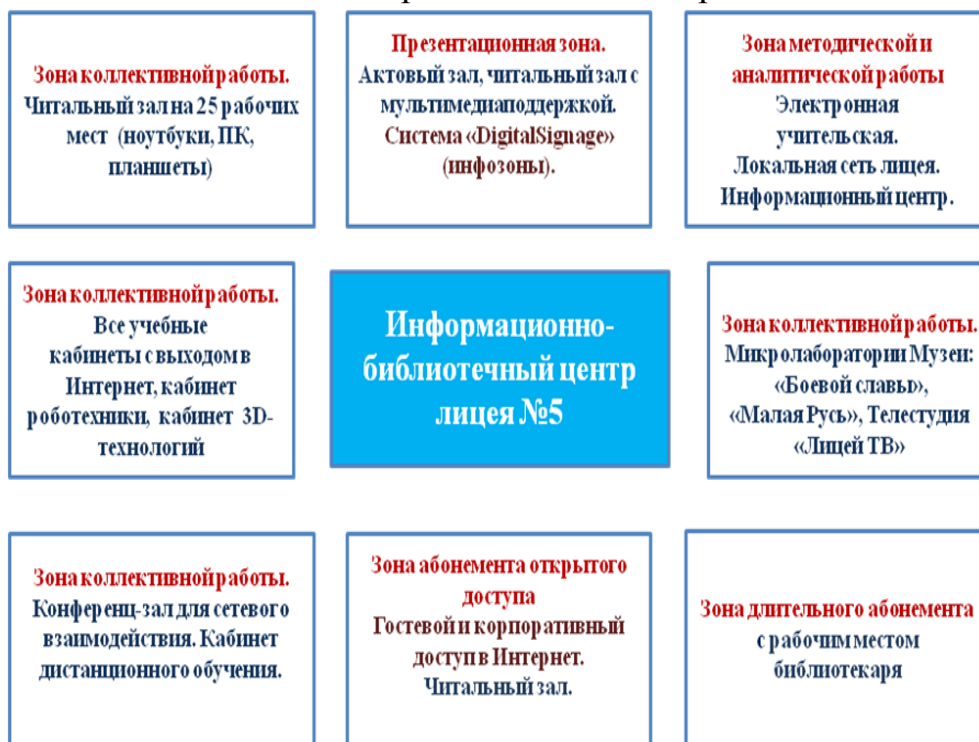 Зона коллективной работы.
Читальный зал на 25 рабочих
мест (ноутбуки, ПК,
планшеты)
Презентационная зона.
Актовый зал, читальный зал с
мультимедиаподдержкой.
Система «DigitalSignage»
(инфозоны).
Зона методической и
аналитической работы
Электронная
учительская.
Локальная сеть лицея.
Информационный центр.
Зона коллективной работы.
Все учебные
кабинеты с выходом в
Интернет, кабинет
роботехники, кабинет 3D-
технологий
Информационно-
библиотечный центр
лицея №5
Зона коллективной работы.
Микролаборатории Музеи:
«Боевой славы»,
«Малая Русь», Телестудия
«Лицей ТВ»
Зона коллективной работы.
Конференц-зал для сетевого
взаимодействия. Кабинет
дистанционного обучения.
Зона абонемента открытого
доступа
Гостевой и корпоративный
доступ в Интернет.
Читальный зал.
Зона длительного абонемента
с рабочим местом
библиотекаря